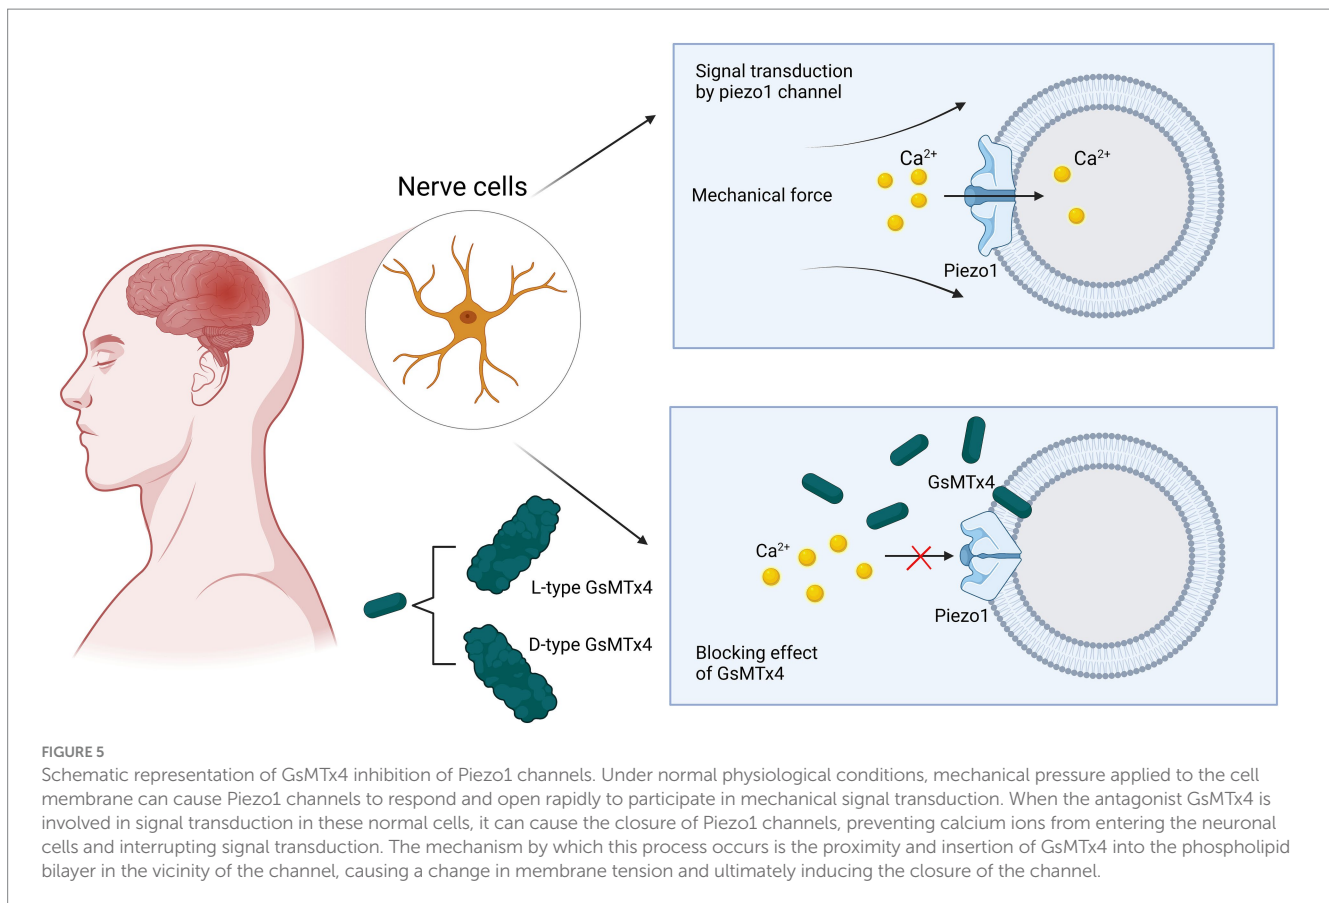 Signal transduction
by piezo1 channel
Ca²⁺
Ca²⁺
Mechanical force
Piezo1
Nerve cells
GsMTx4
Ca²⁺
Piezo1
Blocking effect
of GsMTx4
L-type GsMTx4
D-type GsMTx4
FIGURE 5
Schematic representation of GsMTx4 inhibition of Piezo1 channels. Under normal physiological conditions, mechanical pressure applied to the cell
membrane can cause Piezo1 channels to respond and open rapidly to participate in mechanical signal transduction. When the antagonist GsMTx4 is
involved in signal transduction in these normal cells, it can cause the closure of Piezo1 channels, preventing calcium ions from entering the neuronal
cells and interrupting signal transduction. The mechanism by which this process occurs is the proximity and insertion of GsMTx4 into the phospholipid
bilayer in the vicinity of the channel, causing a change in membrane tension and ultimately inducing the closure of the channel.